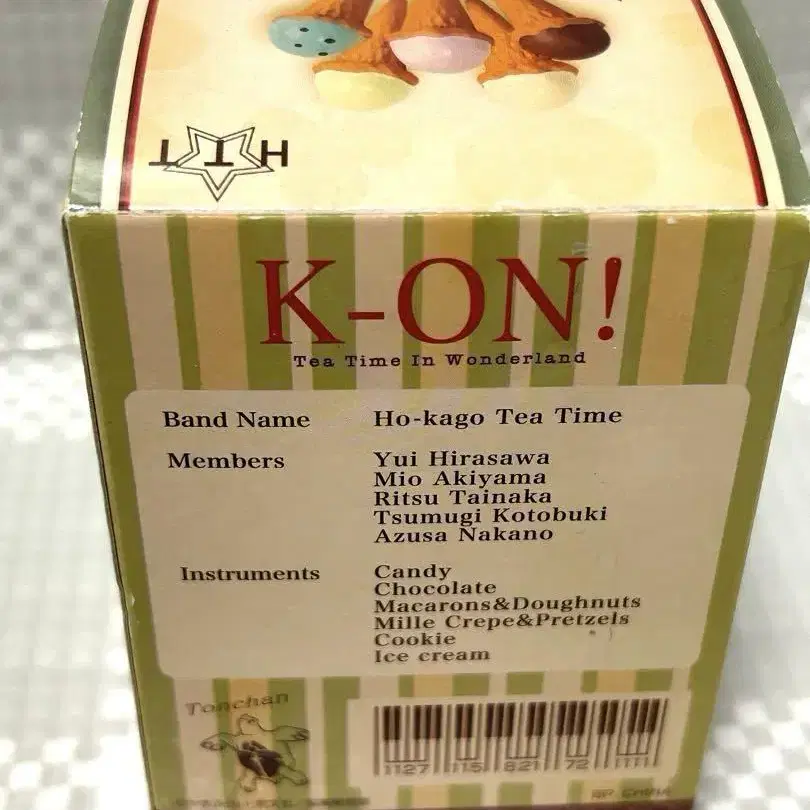 HTT
K-ON!
Tea Time In Wonderland
Band Name Ho-kago Tea Time
Members Yui Hirasawa
Mio Akiyama
Ritsu Tainaka
Tsumugi Kotobuki
Azusa Nakano
Instruments Candy
Chocolate
Macarons&Doughnuts
Mille Crepe&Pretzels
Cookie
Ice cream
Tonchan
1127 115 821 72 1111